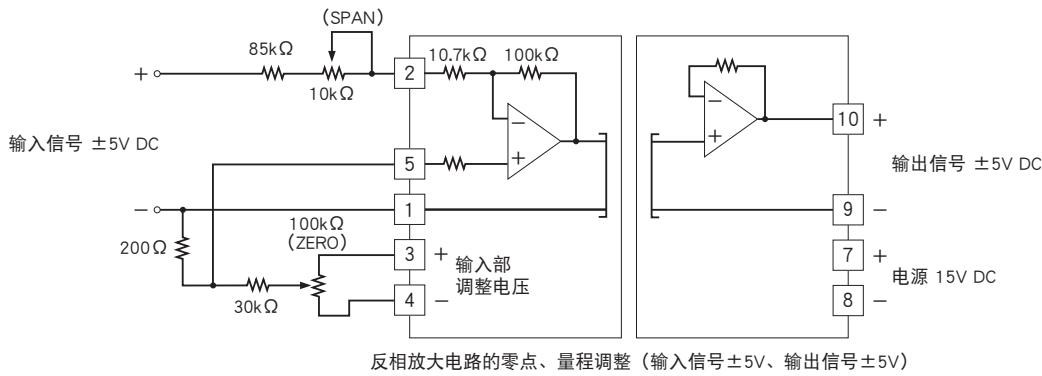 (SPAN)
85kΩ
10kΩ
2
10.7kΩ
100kΩ
+
−
+
−
+
输入信号 ±5V DC
5
−
1
200Ω
100kΩ
(ZERO)
30kΩ
3
+
4
−
输入部
调整电压
10
+
输出信号 ±5V DC
9
−
7
+
电源 15V DC
8
−
反相放大电路的零点、量程调整（输入信号±5V、输出信号±5V）